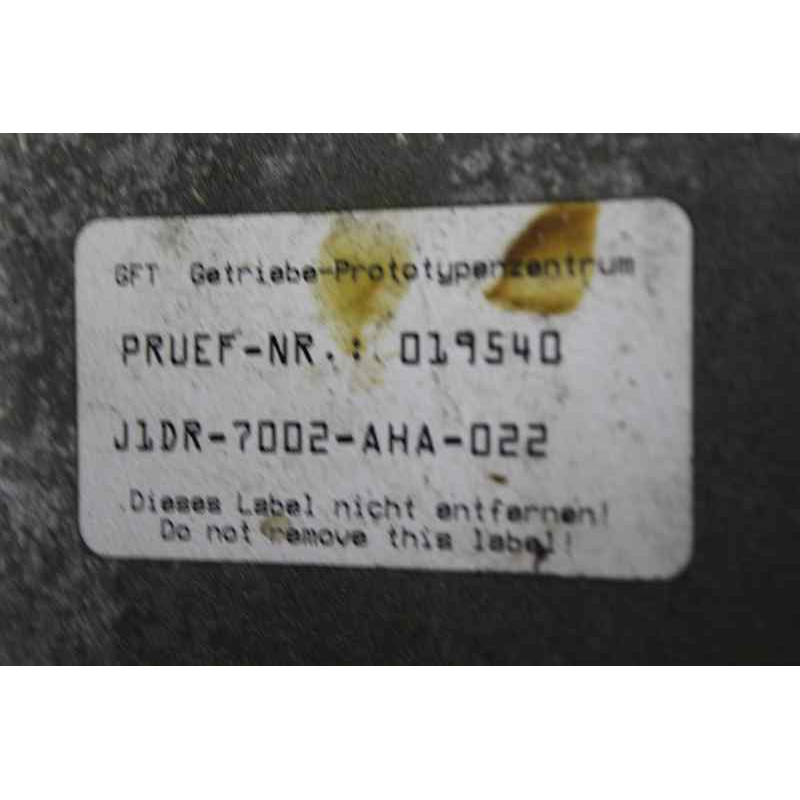 GFT Getriebe-Prototypenzentrum
PRUEF-NR.: 019540
J1DR-7002-AHA-022
Dieses Label nicht entfernen!
Do not remove this label!